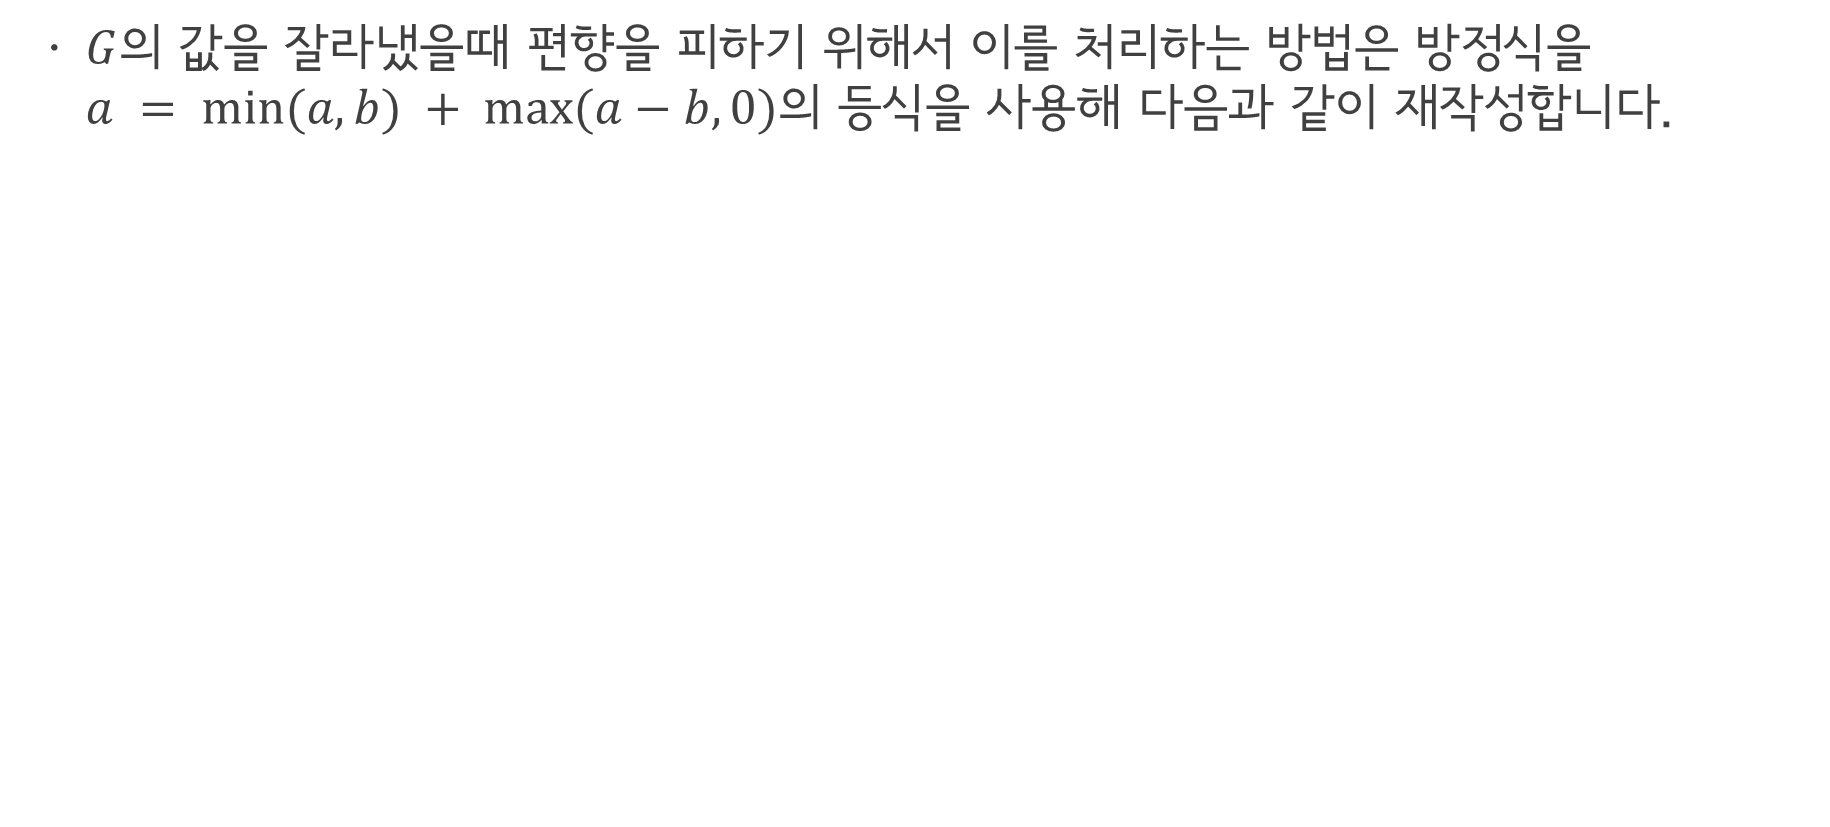 · G의 값을 잘라냈을때 편향을 피하기 위해서 이를 처리하는 방법은 방정식을
a = min(a, b) + max(a − b, 0)의 등식을 사용해 다음과 같이 재작성합니다.